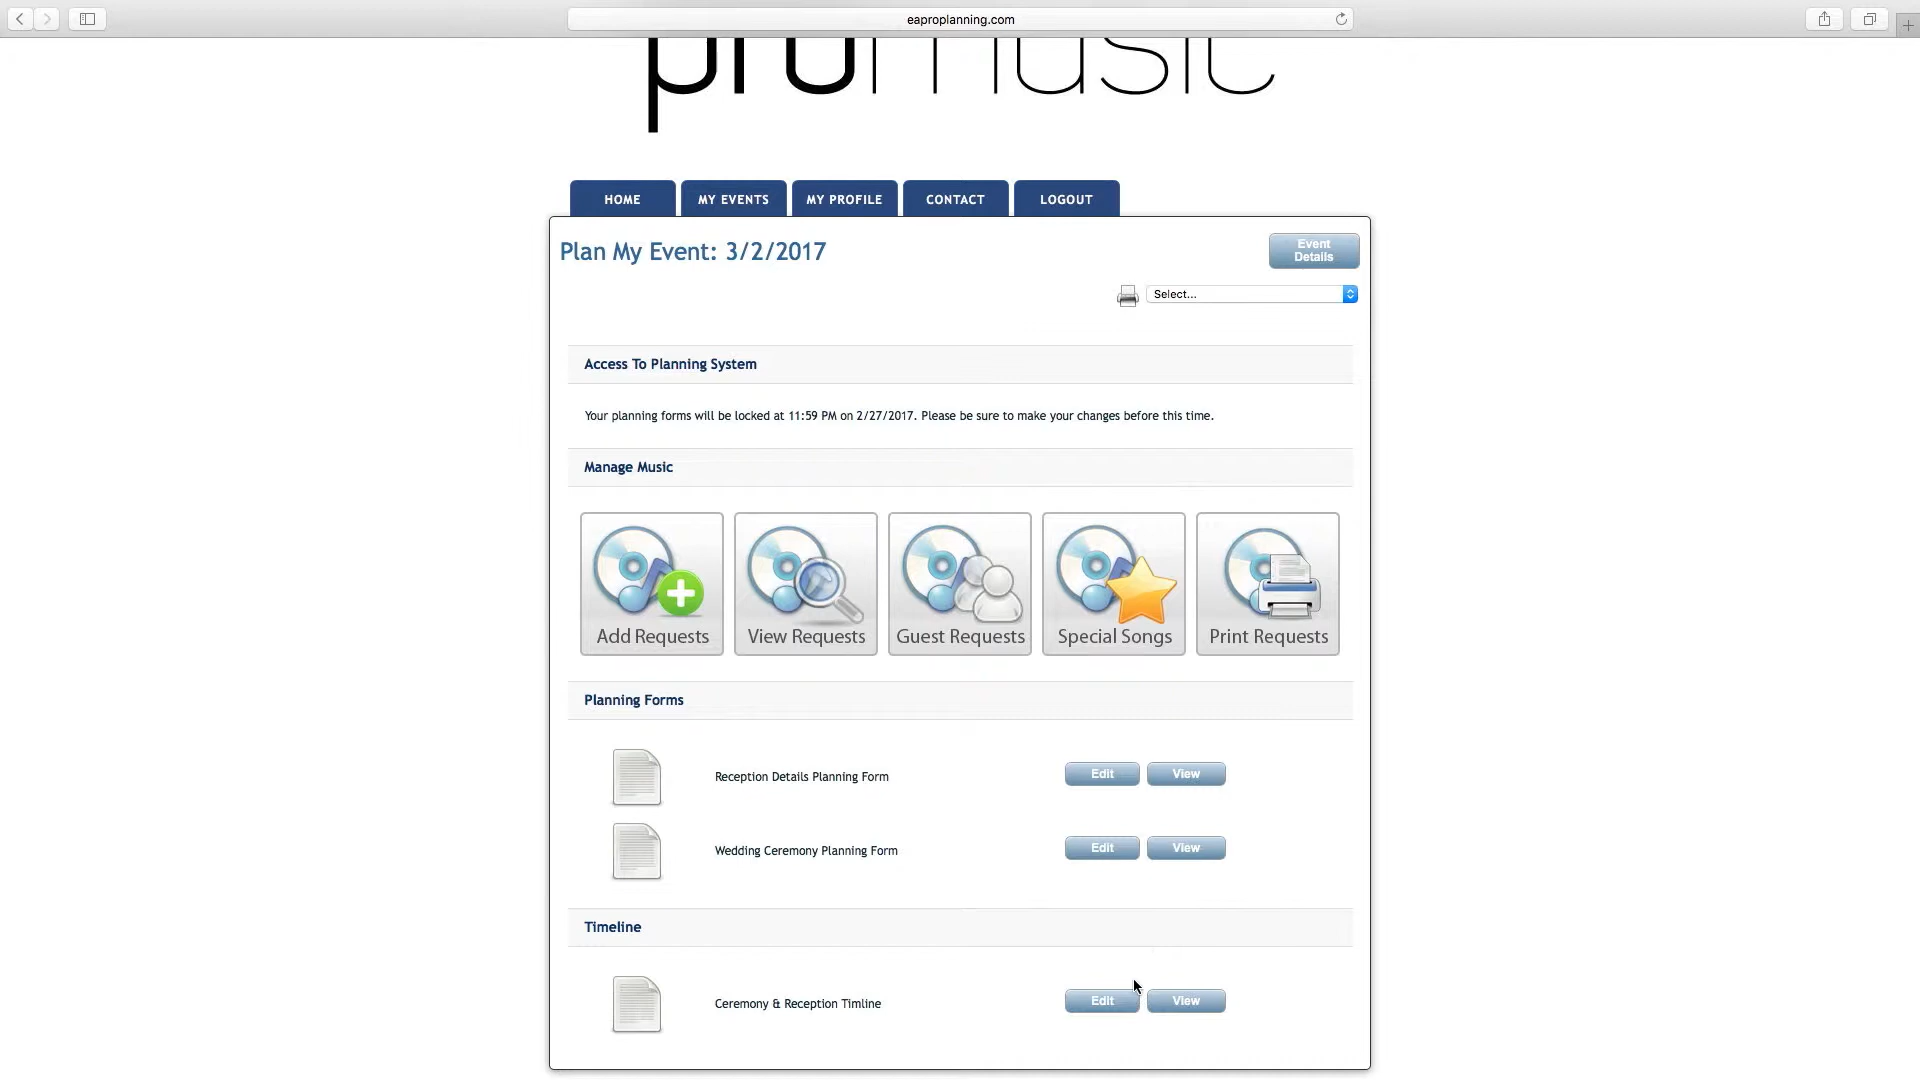 eaproplanning.com
promusic
HOME
MY EVENTS
MY PROFILE
CONTACT
LOGOUT
Plan My Event: 3/2/2017
Event
Details
Select...
Access To Planning System
Your planning forms will be locked at 11:59 PM on 2/27/2017. Please be sure to make your changes before this time.
Manage Music
Add Requests
View Requests
Guest Requests
Special Songs
Print Requests
Planning Forms
Reception Details Planning Form
Edit
View
Wedding Ceremony Planning Form
Edit
View
Timeline
Ceremony & Reception Timline
Edit
View